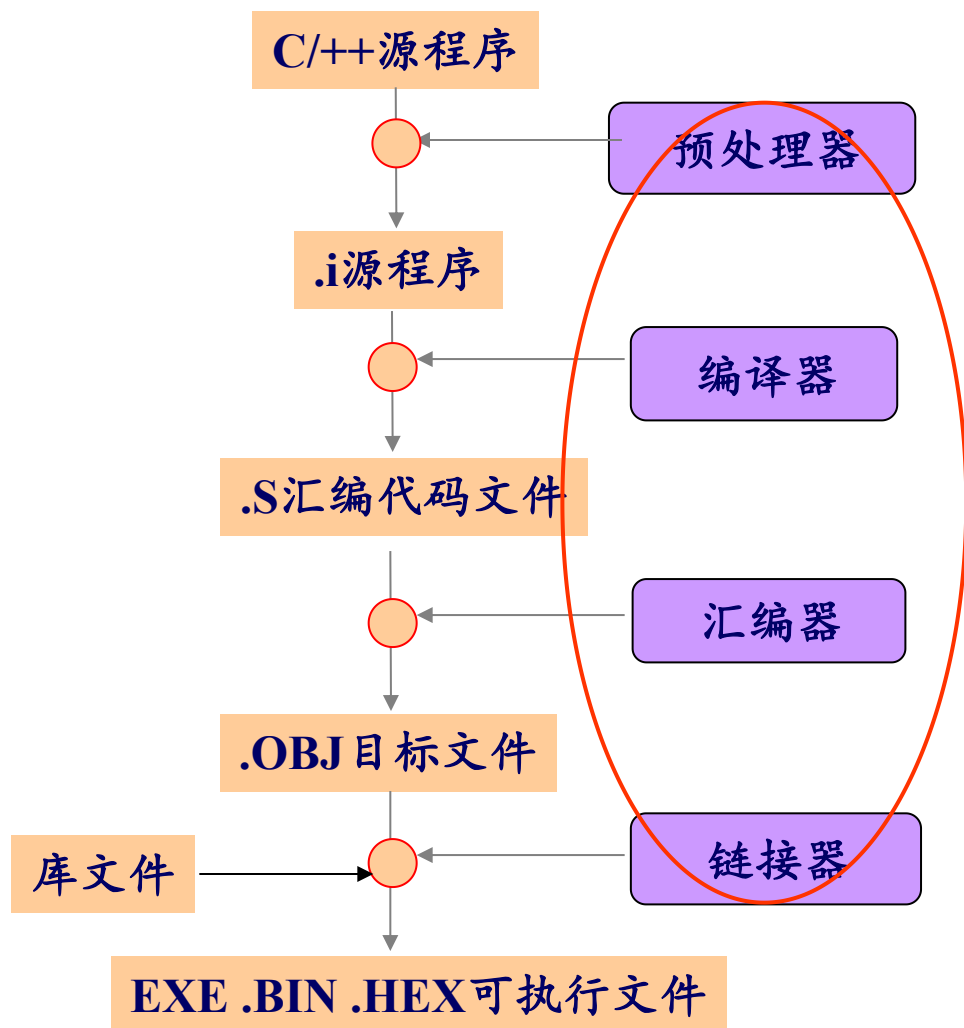 C/++源程序
预处理器
.i源程序
编译器
.S汇编代码文件
汇编器
.OBJ目标文件
库文件
链接器
EXE .BIN .HEX可执行文件